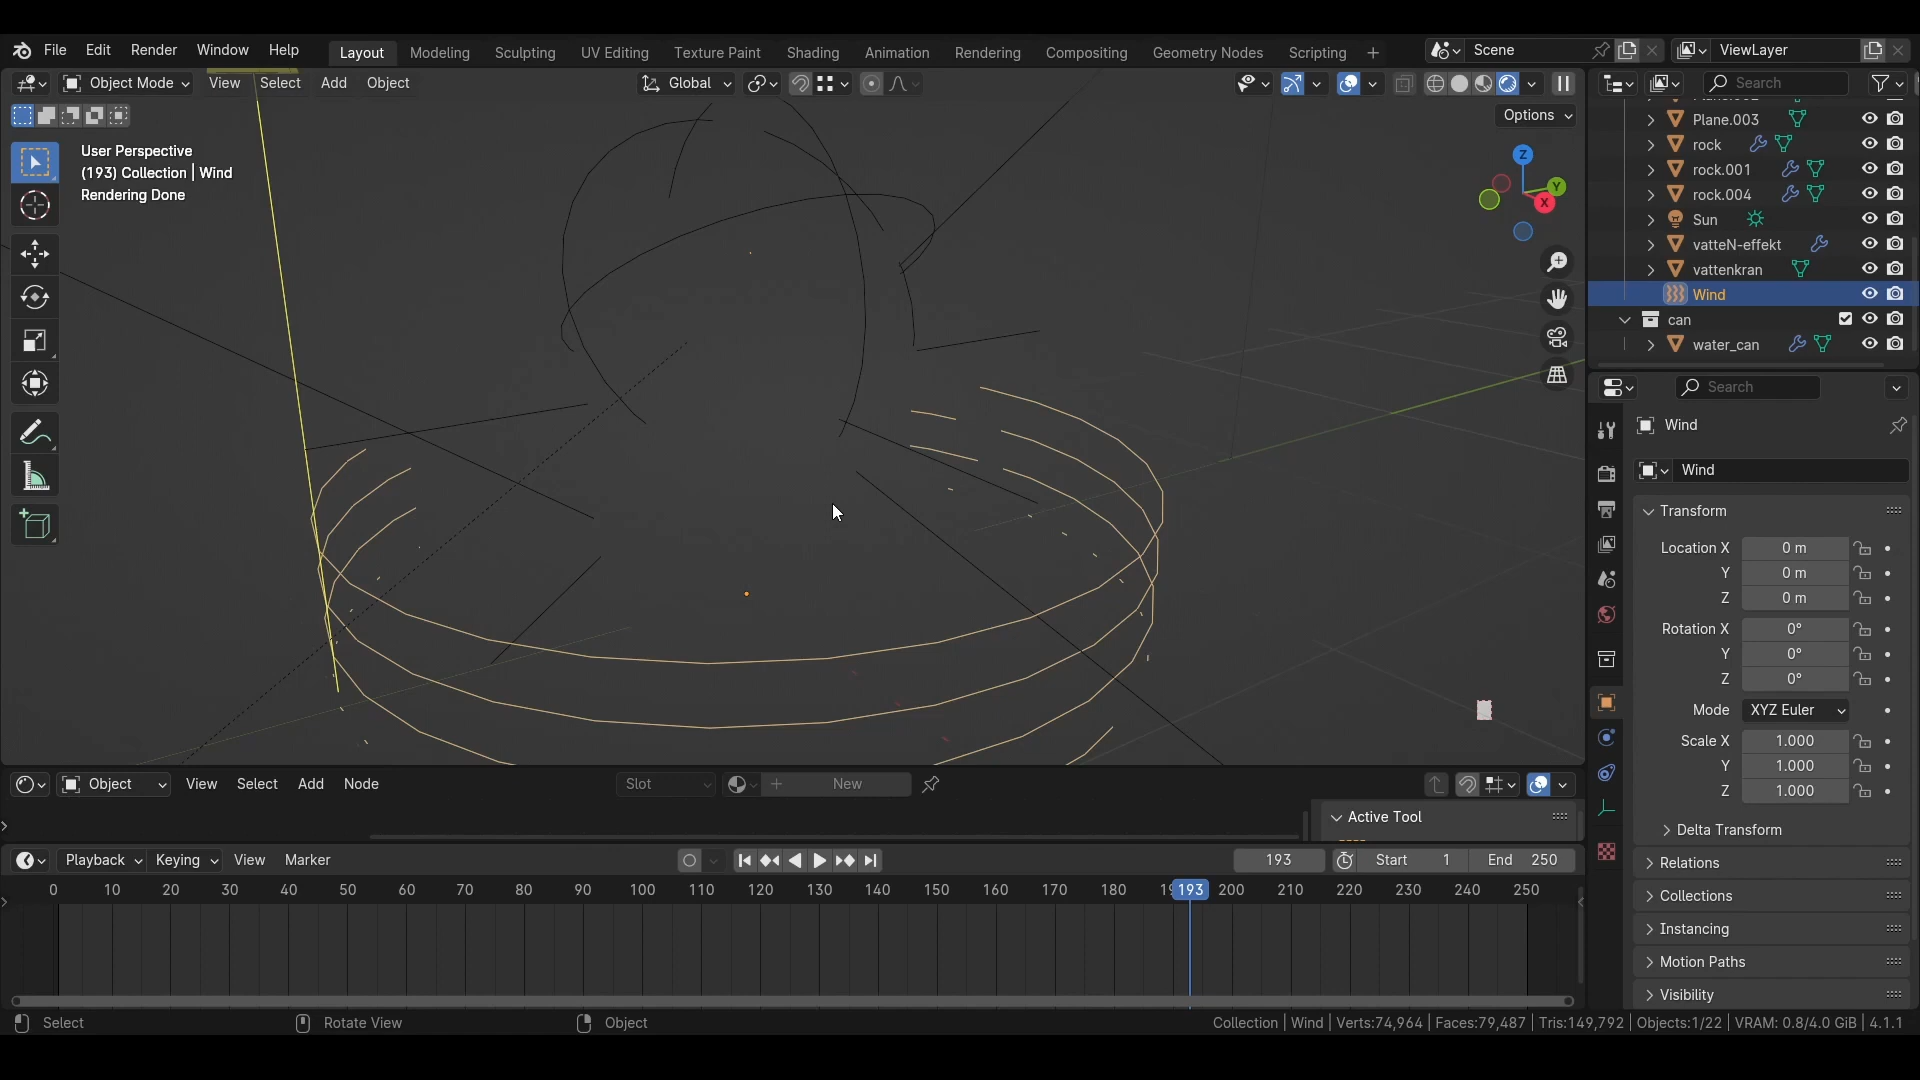 File Edit Render Window Help Layout Modeling Sculpting UV Editing Texture Paint Shading Animation Rendering Compositing Geometry Nodes Scripting + Scene ViewLayer
Object Mode View Select Add Object Global Search
Options
User Perspective
(193) Collection | Wind
Rendering Done
Z
Y
X
Plane.003
rock
rock.001
rock.004
Sun
vatteN-effekt
vattenkran
Wind
can
water_can
Search
Wind
Wind
Transform
Location X 0 m
Y 0 m
Z 0 m
Rotation X 0°
Y 0°
Z 0°
Mode XYZ Euler
Scale X 1.000
Y 1.000
Z 1.000
Delta Transform
Relations
Collections
Instancing
Motion Paths
Visibility
Object View Select Add Node Slot New
Active Tool
Playback Keying View Marker 193 Start 1 End 250
0 10 20 30 40 50 60 70 80 90 100 110 120 130 140 150 160 170 180 193 200 210 220 230 240 250
Select Rotate View Object Collection | Wind | Verts:74,964 | Faces:79,487 | Tris:149,792 | Objects:1/22 | VRAM: 0.8/4.0 GiB | 4.1.1